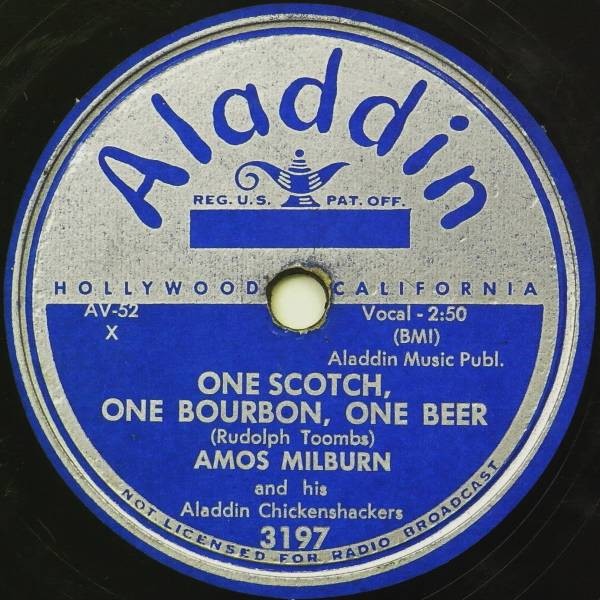 Aladdin
REG. U.S. PAT. OFF.
HOLLYWOOD CALIFORNIA
AV-52
X
Vocal - 2:50
(BMI)
Aladdin Music Publ.
ONE SCOTCH,
ONE BOURBON, ONE BEER
(Rudolph Toombs)
AMOS MILBURN
and his
Aladdin Chickenshackers
3197
NOT LICENSED FOR RADIO BROADCAST